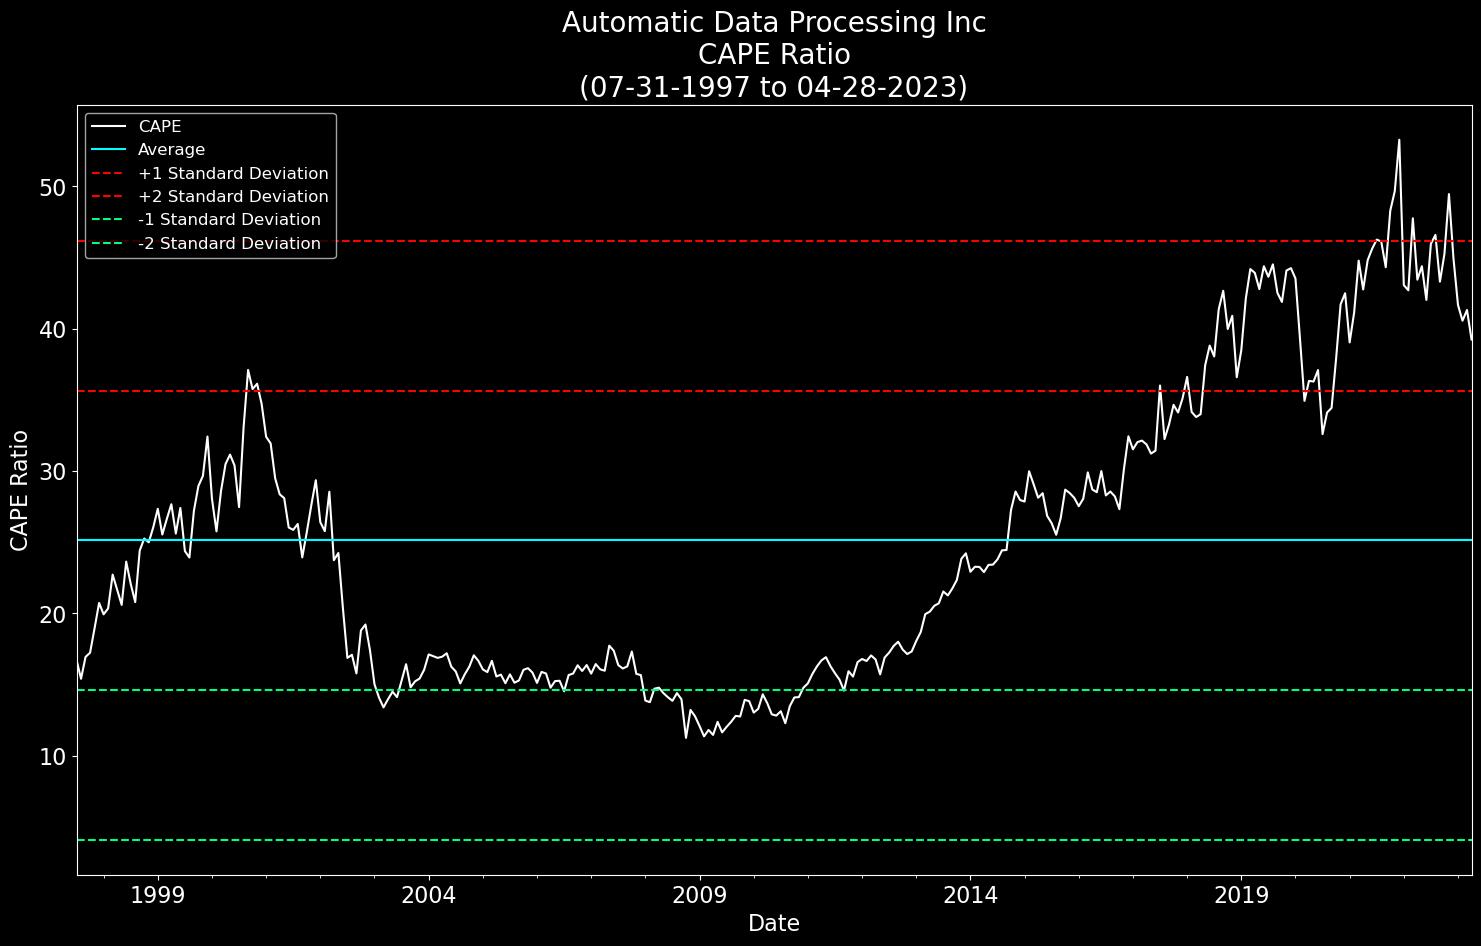 Automatic Data Processing Inc
CAPE Ratio
(07-31-1997 to 04-28-2023)
CAPE
Average
+1 Standard Deviation
+2 Standard Deviation
-1 Standard Deviation
-2 Standard Deviation
50
40
30
20
10
CAPE Ratio
1999
2004
2009
2014
2019
Date